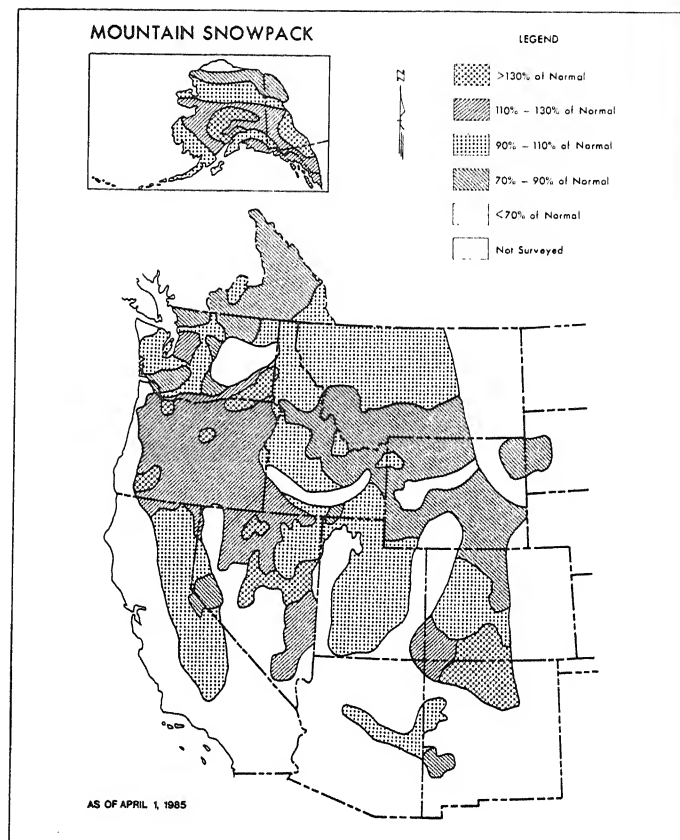 MOUNTAIN SNOWPACK
LEGEND
>130% of Normal
110% - 130% of Normal
90% - 110% of Normal
70% - 90% of Normal
<70% of Normal
Not Surveyed
AS OF APRIL 1, 1985